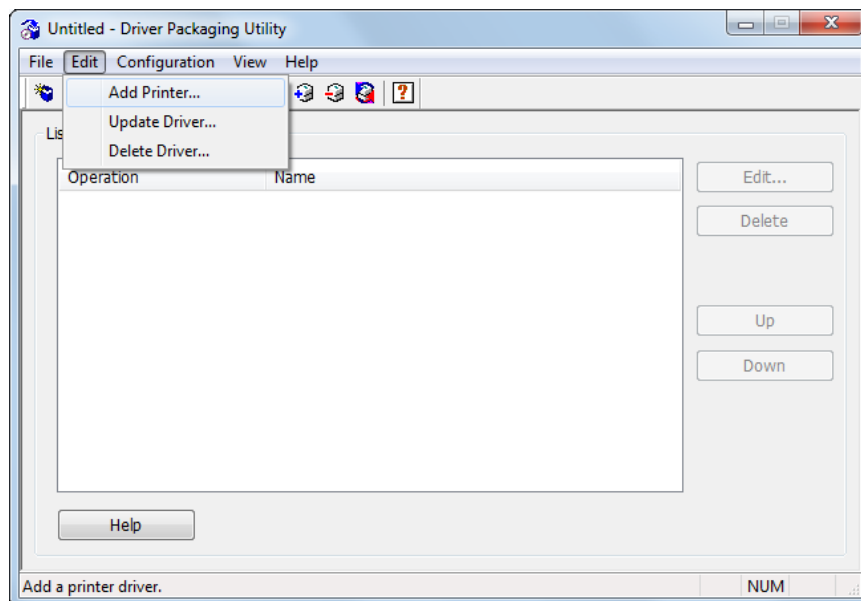 Untitled - Driver Packaging Utility
File Edit Configuration View Help
Add Printer...
Update Driver...
Delete Driver...
Operation Name
Edit...
Delete
Up
Down
Help
Add a printer driver. NUM